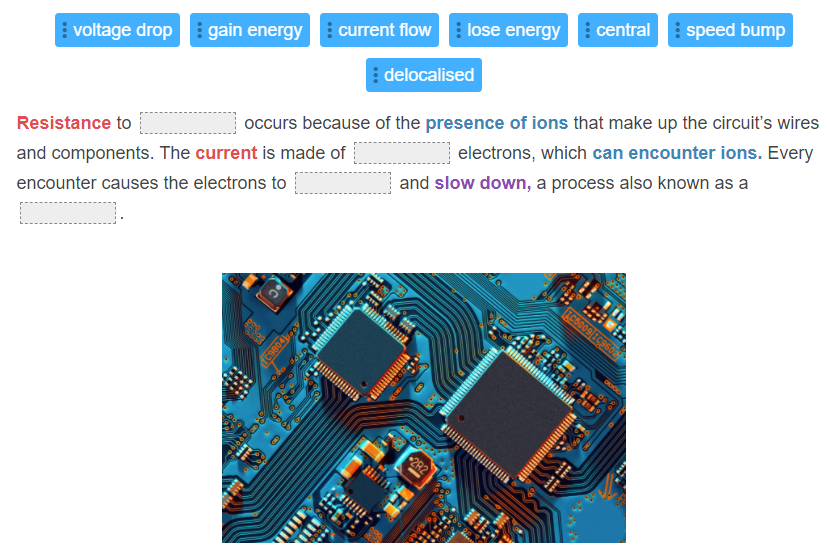 voltage drop gain energy current flow lose energy central speed bump
delocalised
Resistance to occurs because of the presence of ions that make up the circuit’s wires
and components. The current is made of electrons, which can encounter ions. Every
encounter causes the electrons to and slow down, a process also known as a
.
2R2